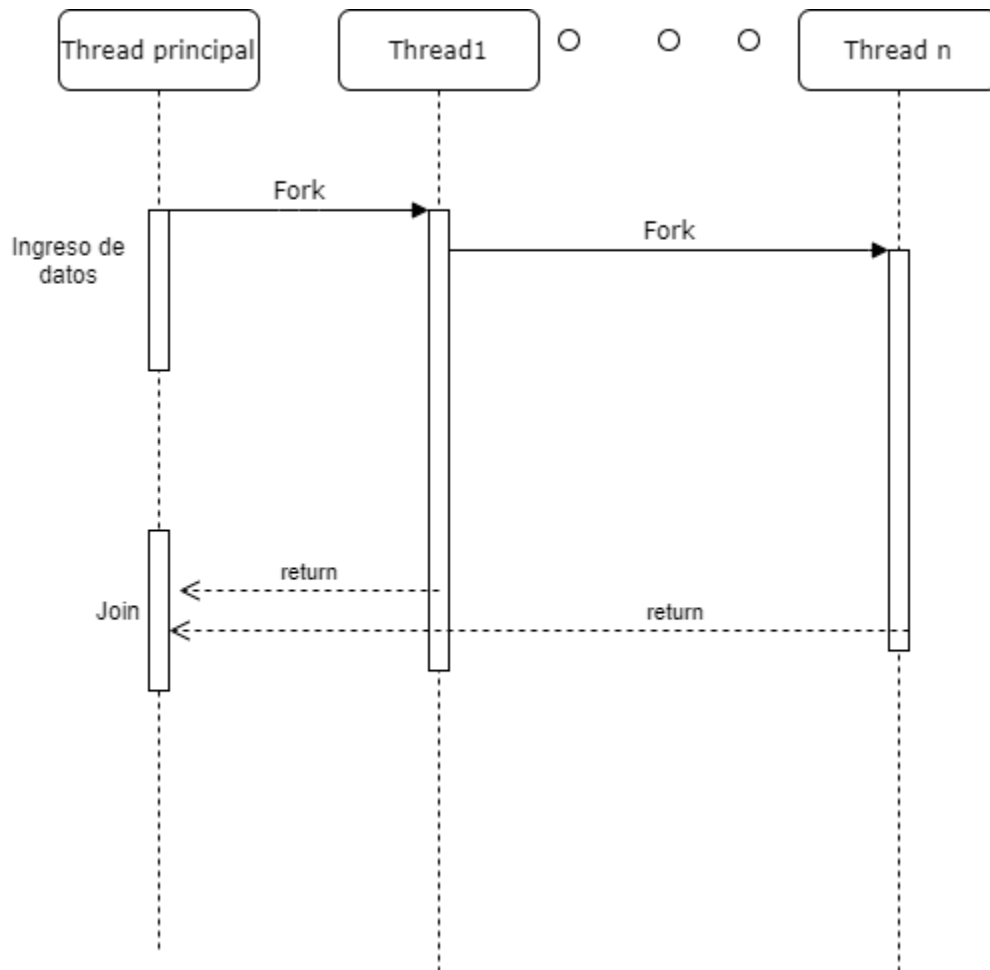 Thread principal
Thread1
Thread n
Fork
Fork
Ingreso de
datos
return
Join
return